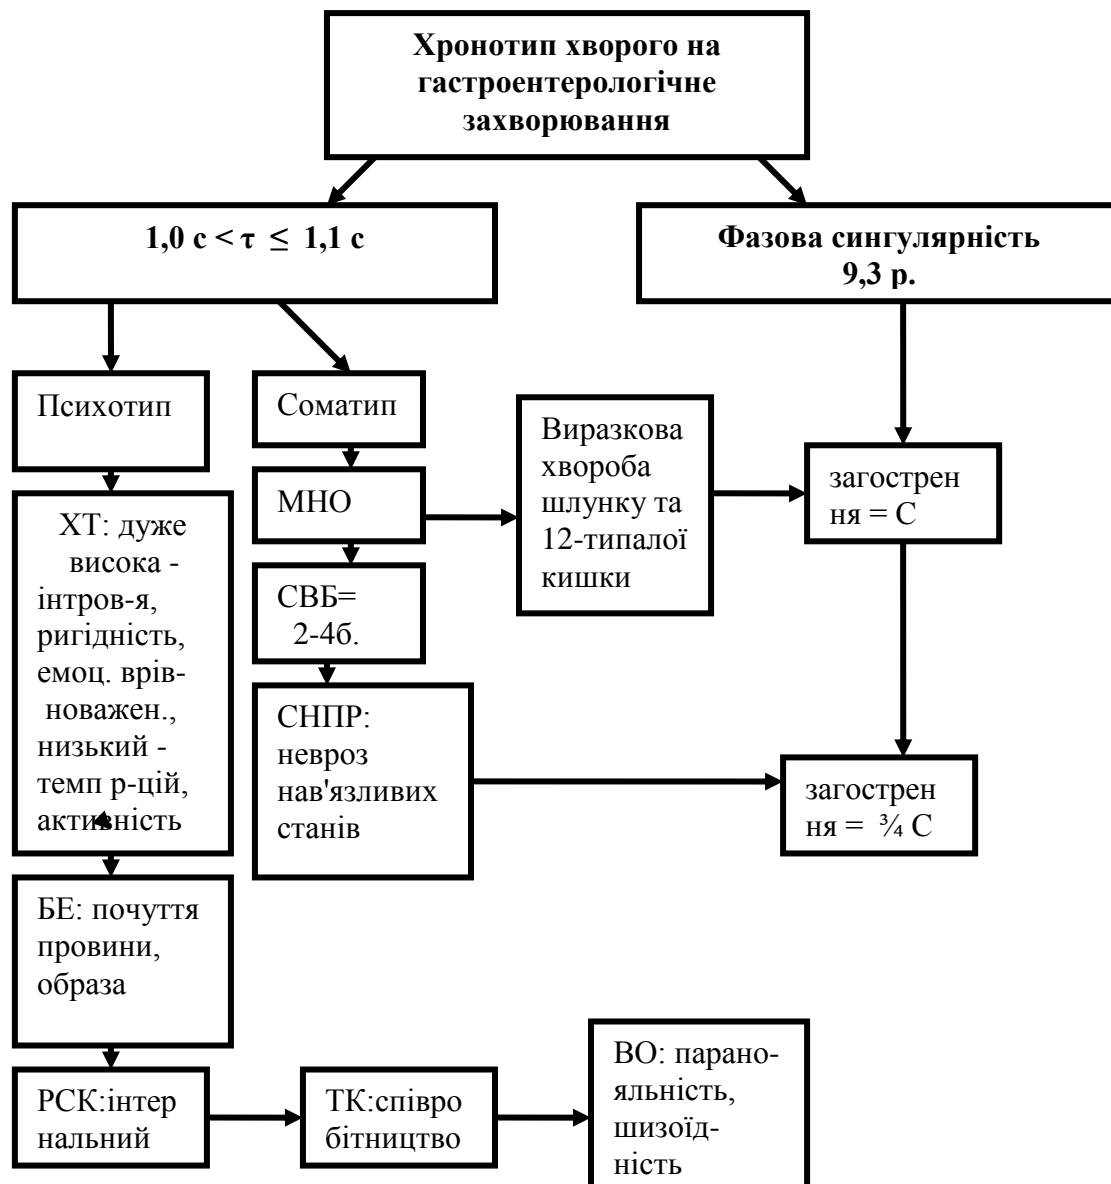 Хронотип хворого на
гастроентерологічне
захворювання
1,0 с < τ ≤ 1,1 с
Фазова сингулярність
9,3 р.
Психотип
Соматип
МНО
Виразкова
хвороба
шлунку та
12-типалої
кишки
загострен
ня = С
ХТ: дуже
висока -
інтров-я,
ригідність,
емоц. врів-
новажен.,
низький -
темп р-цій,
активність
СВБ=
2-4б.
СНПР:
невроз
нав'язливих
станів
загострен
ня = ¾ С
БЕ: почуття
провини,
образа
РСК:інтер
нальний
ТК:співро
бітництво
ВО: парано-
яльність,
шизоїд-
ність